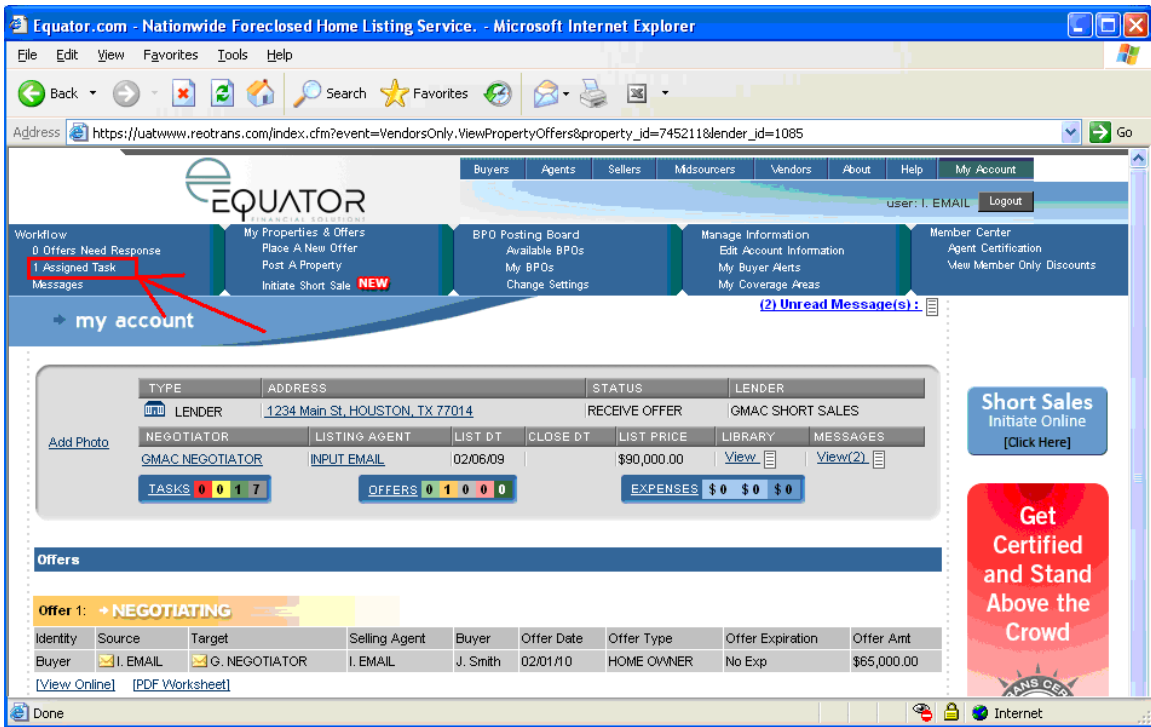 Equator.com - Nationwide Foreclosed Home Listing Service. - Microsoft Internet Explorer
File Edit View Favorites Tools Help
Back Search Favorites
Address https://uatwww.reotrans.com/index.cfm?event=VendorsOnly.ViewPropertyOffers&property_id=745211&lender_id=1085 Go
Buyers Agents Sellers Midsourcers Vendors About Help My Account
EQUATOR
FINANCIAL SOLUTIONS
user: I. EMAIL Logout
Workflow My Properties & Offers BPO Posting Board Manage Information Member Center
0 Offers Need Response Place A New Offer Available BPOs Edit Account Information Agent Certification
1 Assigned Task Post A Property My BPOs My Buyer Alerts View Member Only Discounts
Messages Initiate Short Sale NEW Change Settings My Coverage Areas
(2) Unread Message(s) :
my account
TYPE ADDRESS STATUS LENDER
LENDER 1234 Main St, HOUSTON, TX 77014 RECEIVE OFFER GMAC SHORT SALES
Add Photo
NEGOTIATOR LISTING AGENT LIST DT CLOSE DT LIST PRICE LIBRARY MESSAGES
GMAC NEGOTIATOR INPUT EMAIL 02/06/09 $90,000.00 View View(2)
TASKS 0 0 1 7 OFFERS 0 1 0 0 0 EXPENSES $0 $0 $0
Short Sales
Initiate Online
[Click Here]
Get
Certified
and Stand
Above the
Crowd
Offers
Offer 1: NEGOTIATING
Identity Source Target Selling Agent Buyer Offer Date Offer Type Offer Expiration Offer Amt
Buyer I. EMAIL G. NEGOTIATOR I. EMAIL J. Smith 02/01/10 HOME OWNER No Exp $65,000.00
[View Online] [PDF Worksheet]
Done Internet